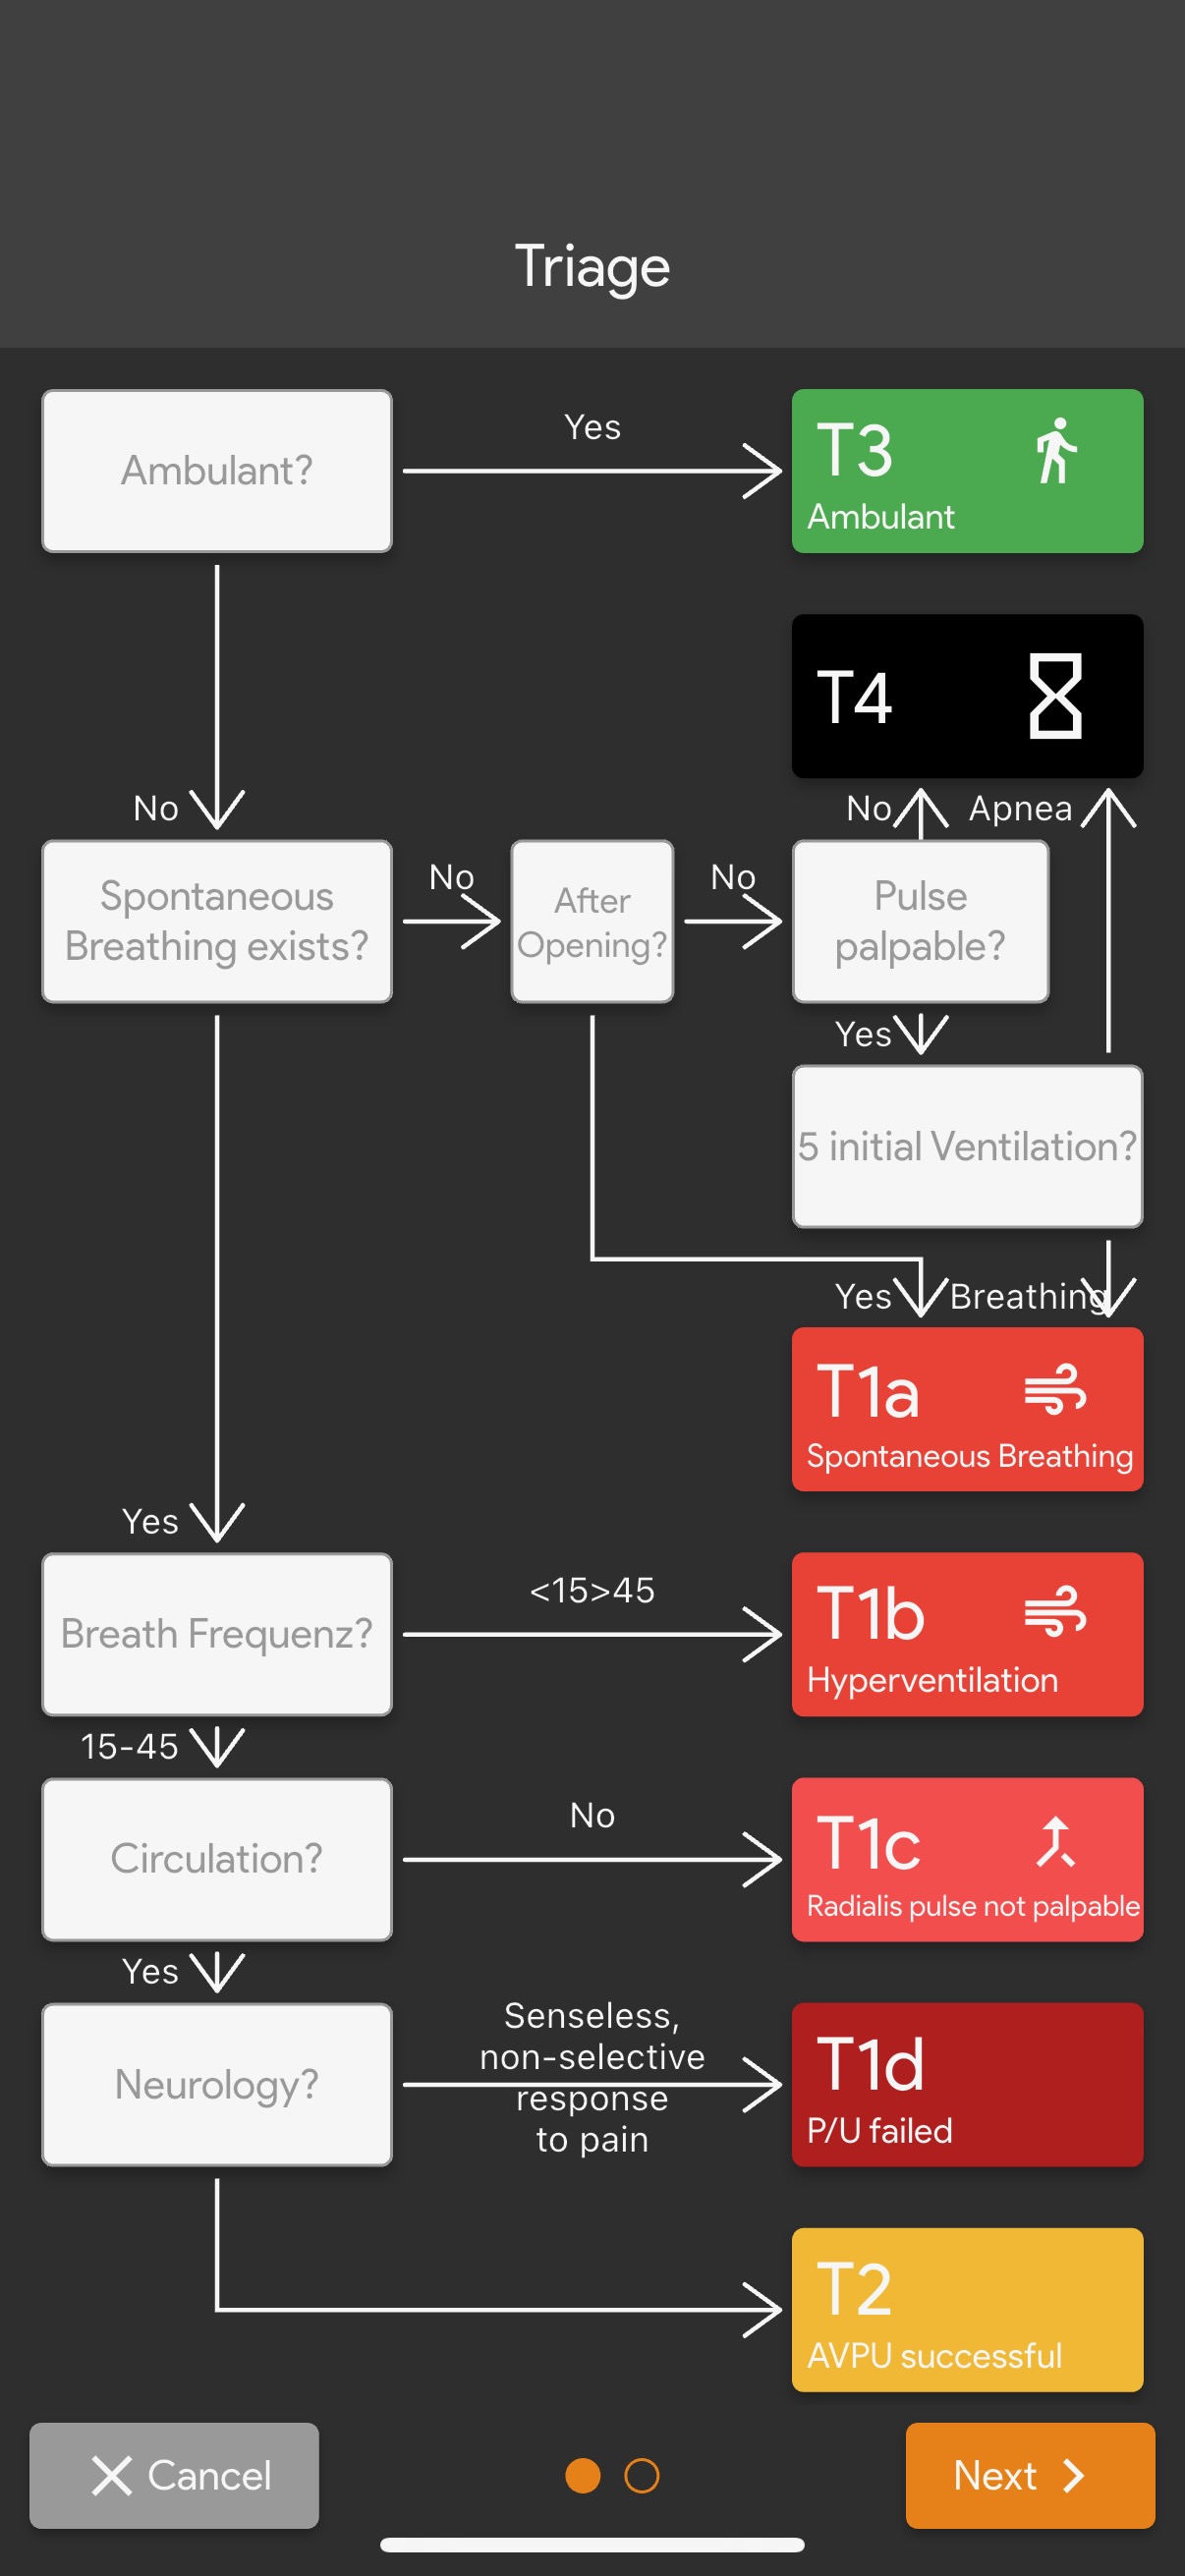 Triage
Ambulant?
Yes
T3
Ambulant
T4
No
No
Apnea
Spontaneous
Breathing exists?
No
After
Opening?
No
Pulse
palpable?
Yes
5 initial Ventilation?
Yes
Breathing
T1a
Spontaneous Breathing
Yes
Breath Frequenz?
<15>45
T1b
Hyperventilation
15-45
Circulation?
No
T1c
Radialis pulse not palpable
Yes
Neurology?
Senseless,
non-selective
response
to pain
T1d
P/U failed
T2
AVPU successful
Cancel
Next